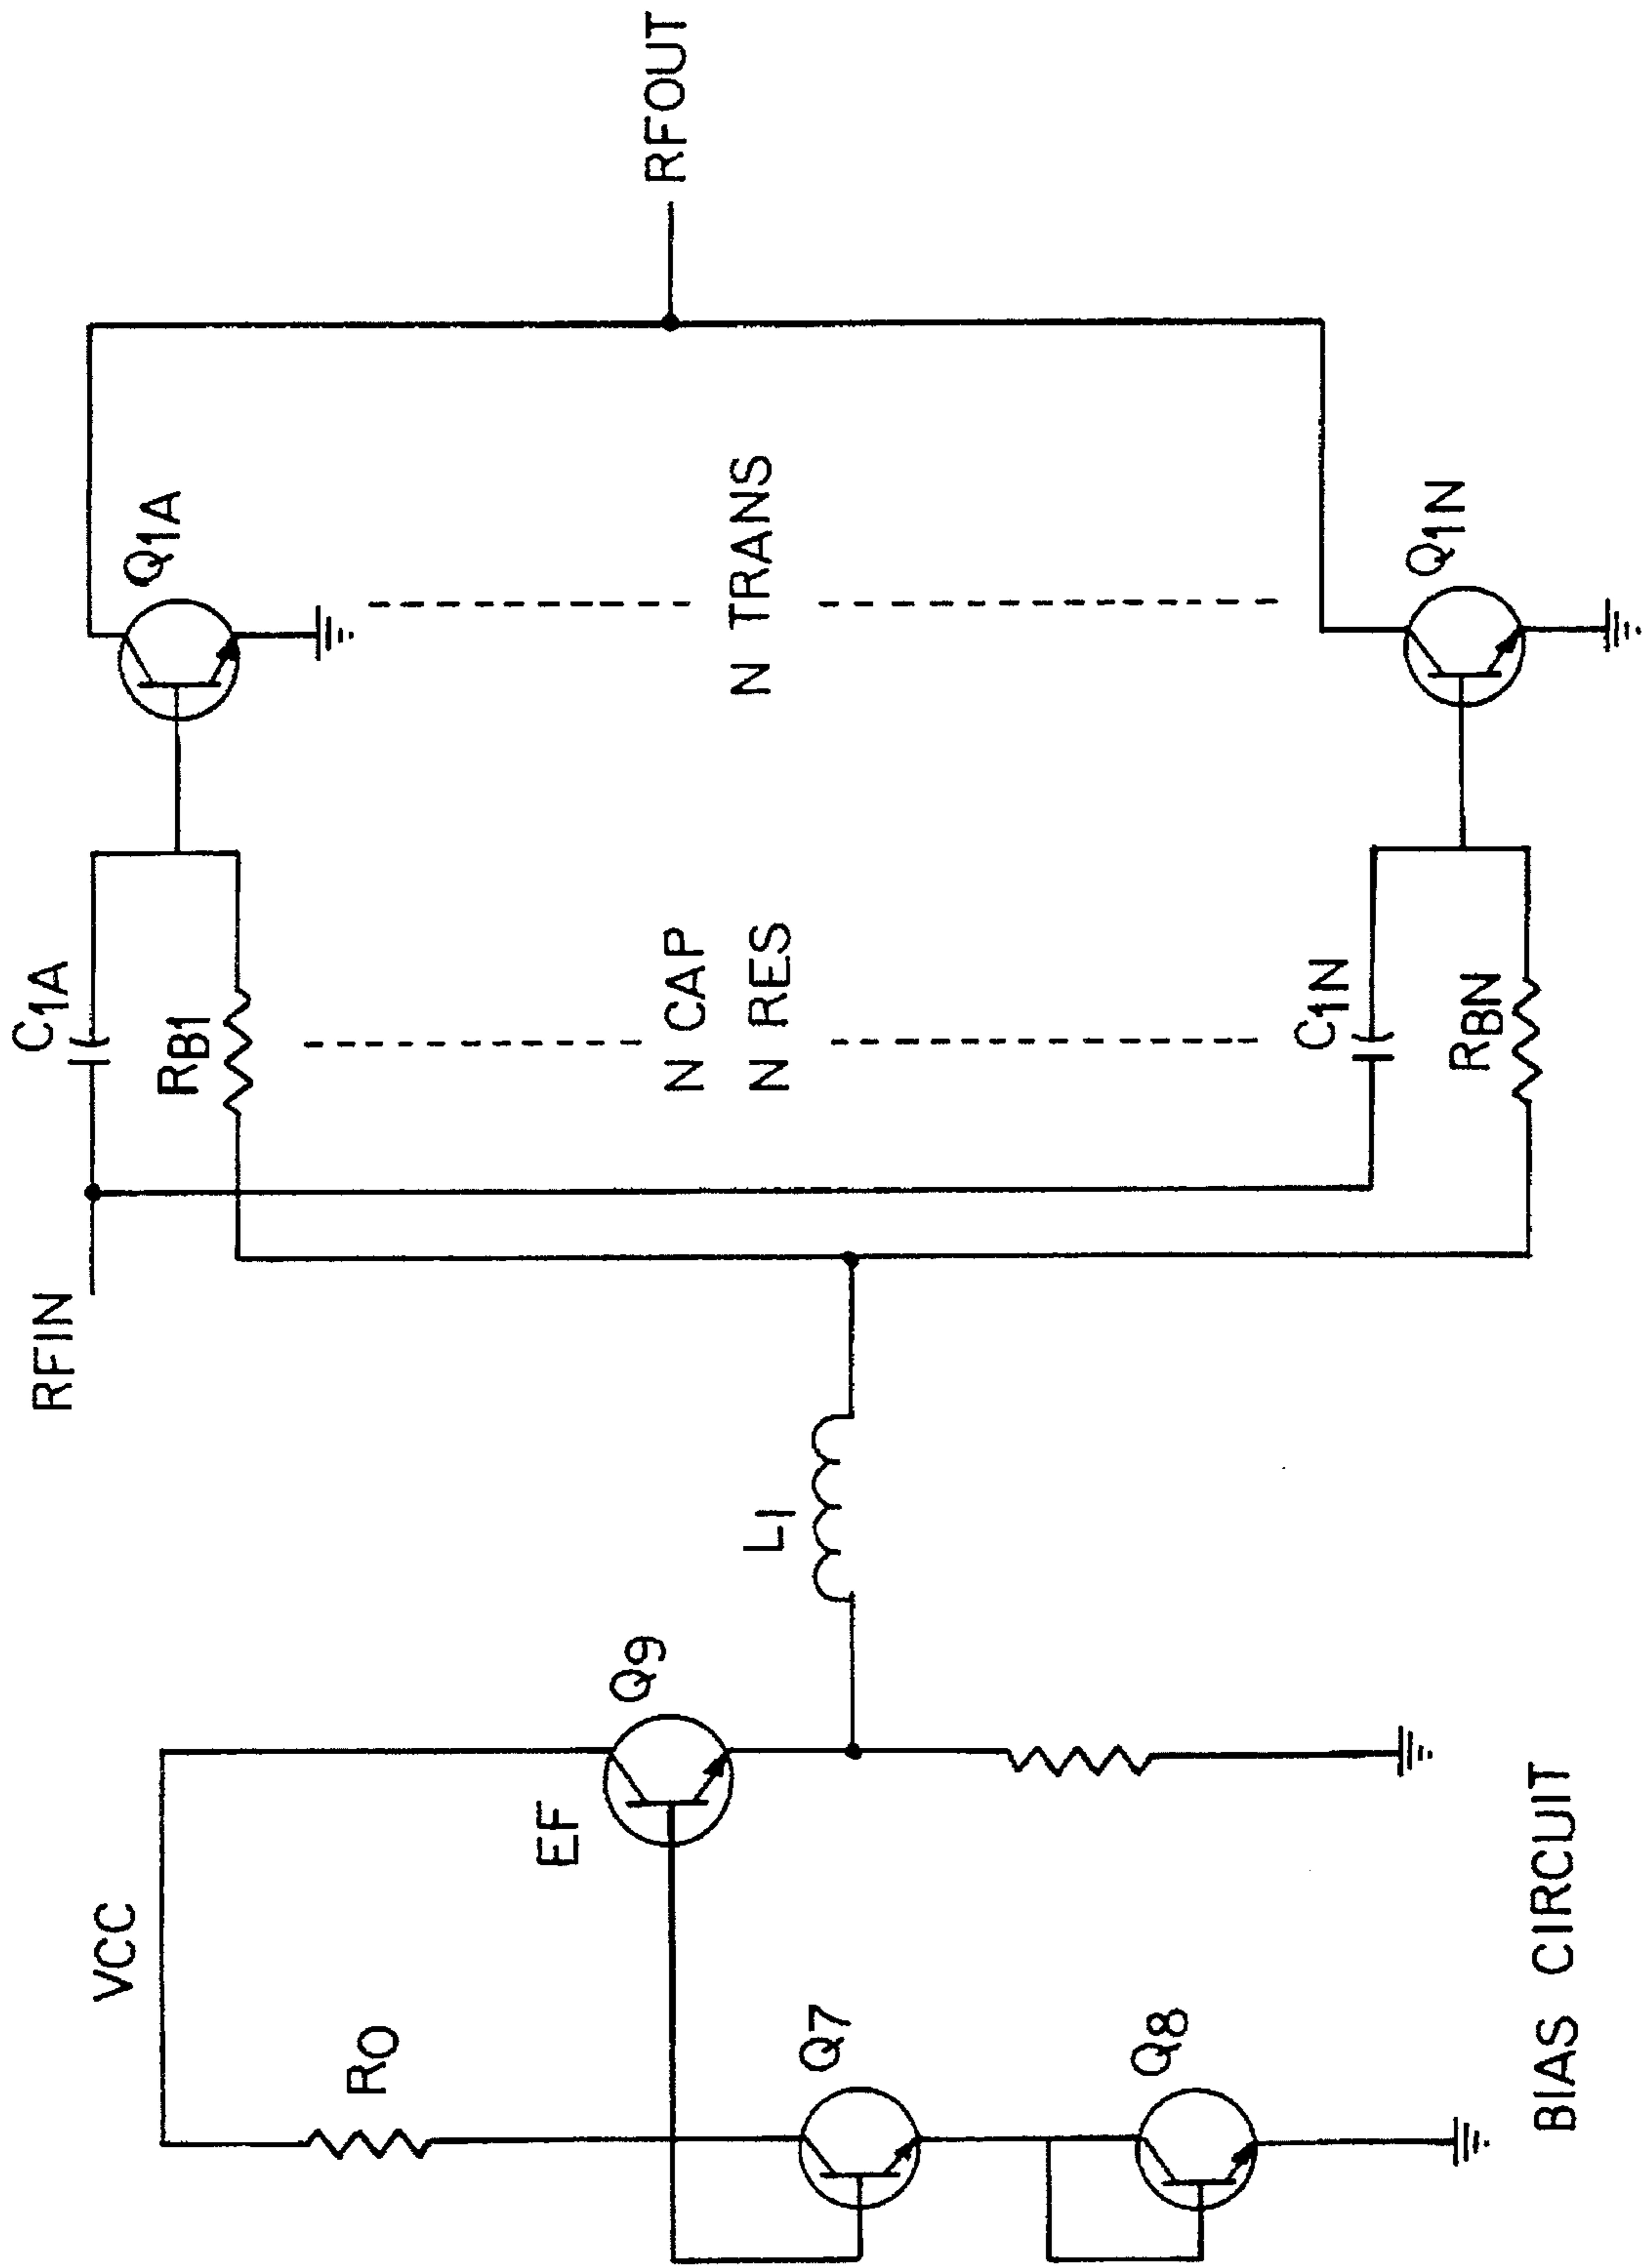 VCC
R0
Q7
Q8
EF
Q9
BIAS CIRCUIT
L1
RFIN
C1A
RB1
N CAP
N RES
C1N
RBN
Q1A
N TRANS
Q1N
RFOUT